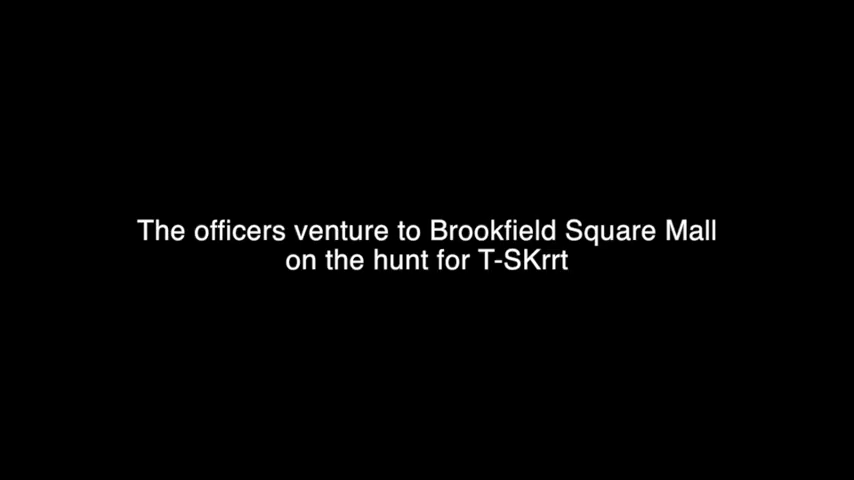 The officers venture to Brookfield Square Mall
on the hunt for T-SKrrt